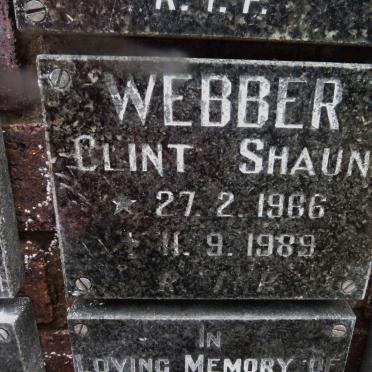 R. I. P.
WEBBER
CLINT SHAUN
* 27. 2. 1966
† 11. 9. 1989
R I P
IN
LOVING MEMORY OF